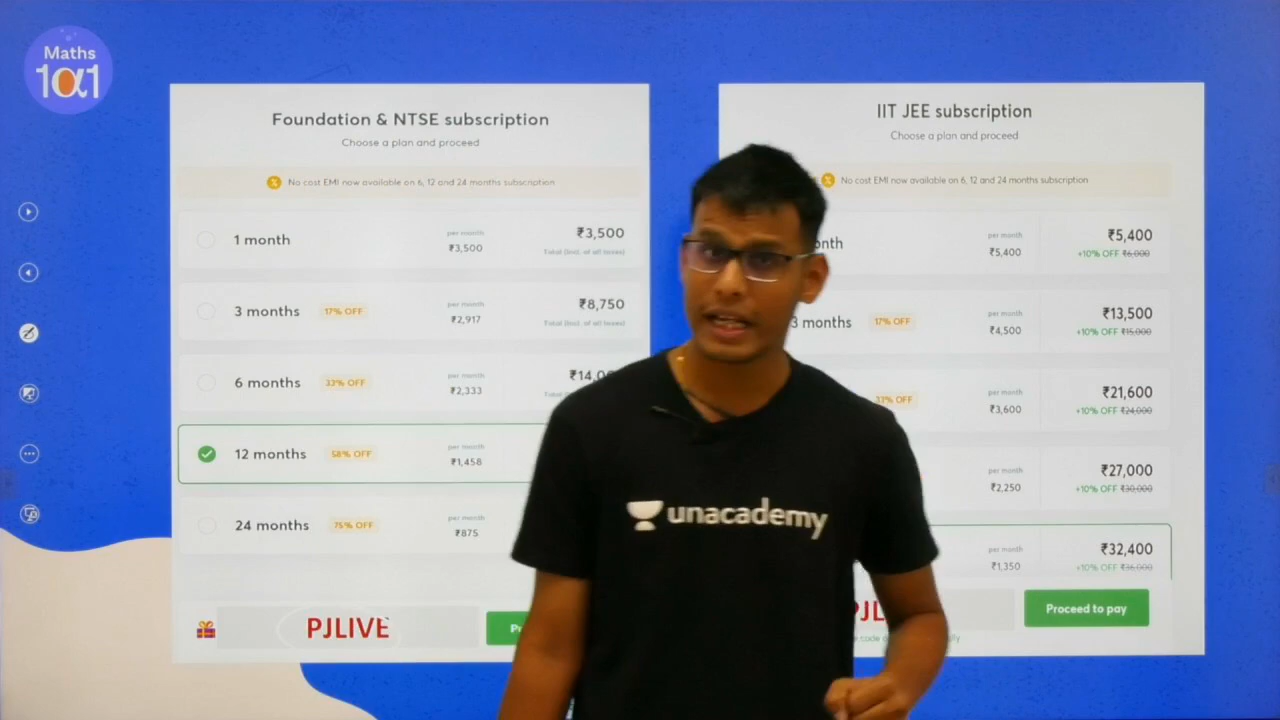 Maths
1α1
Foundation & NTSE subscription
Choose a plan and proceed
No cost EMI now available on 6, 12 and 24 months subscription
1 month
per month
₹3,500
₹3,500
Total (Incl. of all taxes)
3 months
17% OFF
per month
₹2,917
₹8,750
Total (Incl. of all taxes)
6 months
33% OFF
per month
₹2,333
12 months
58% OFF
per month
₹1,458
24 months
75% OFF
per month
₹875
PJLIVE
IIT JEE subscription
Choose a plan and proceed
No cost EMI now available on 6, 12 and 24 months subscription
per month
₹5,400
₹5,400
+10% OFF ₹6,000
3 months
17% OFF
per month
₹4,500
₹13,500
+10% OFF ₹15,000
33% OFF
per month
₹3,600
₹21,600
+10% OFF ₹24,000
per month
₹2,250
₹27,000
+10% OFF ₹30,000
per month
₹1,350
₹32,400
+10% OFF ₹36,000
Proceed to pay
unacademy